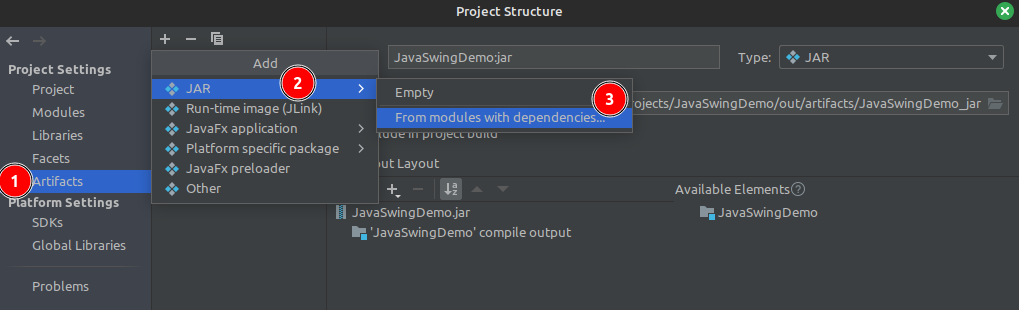 Project Structure
Project Settings
Project
Modules
Libraries
Facets
1
Artifacts
Platform Settings
SDKs
Global Libraries
Problems
Add
JAR
2
Run-time image (JLink)
JavaFx application
Platform specific package
JavaFx preloader
Other
Empty
3
From modules with dependencies...
JavaSwingDemo:jar
Type: JAR
rojects/JavaSwingDemo/out/artifacts/JavaSwingDemo_jar
ude in project build
put Layout
JavaSwingDemo.jar
'JavaSwingDemo' compile output
Available Elements
JavaSwingDemo